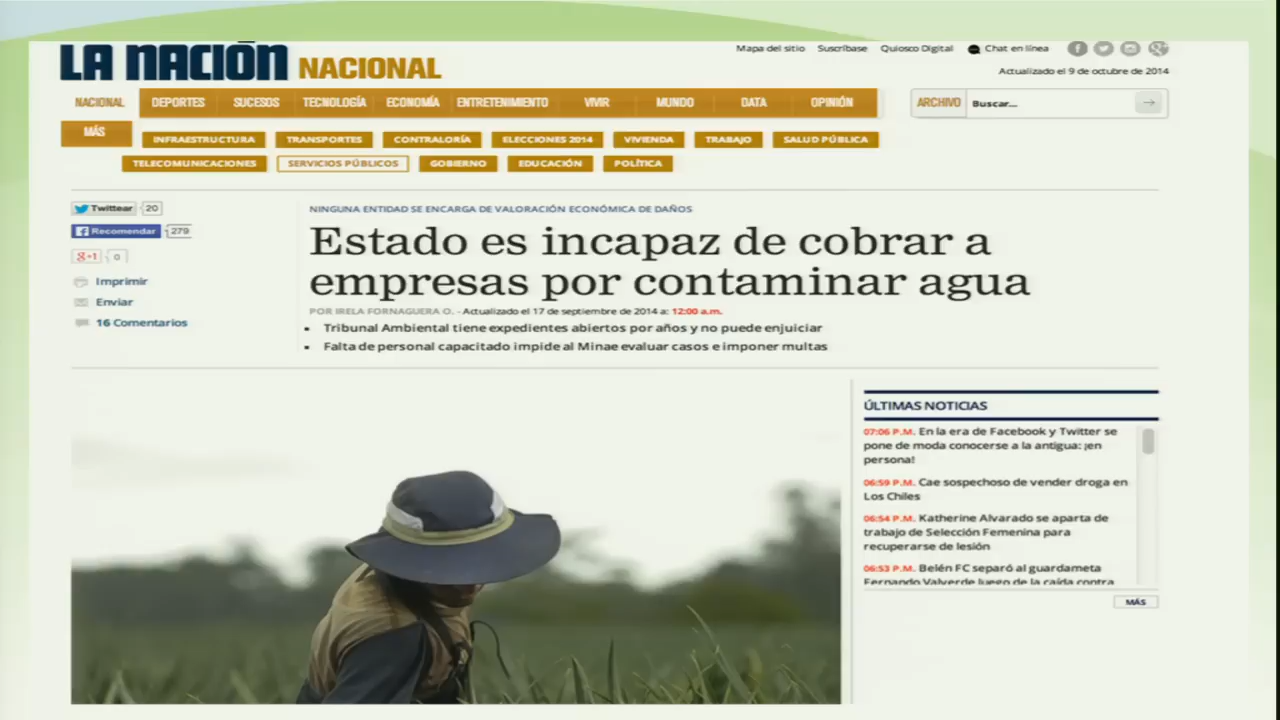 LA NACIÓN NACIONAL
Mapa del sitio Suscríbase Quiosco Digital Chat en línea
Actualizado el 9 de octubre de 2014
NACIONAL DEPORTES SUCESOS TECNOLOGÍA ECONOMÍA ENTRETENIMIENTO VIVIR MUNDO DATA OPINIÓN
ARCHIVO Buscar...
MÁS INFRAESTRUCTURA TRANSPORTES CONTRALORÍA ELECCIONES 2014 VIVIENDA TRABAJO SALUD PÚBLICA
TELECOMUNICACIONES SERVICIOS PÚBLICOS GOBIERNO EDUCACIÓN POLÍTICA
Twittear 20
Recomendar 279
g+1 0
Imprimir
Enviar
16 Comentarios
NINGUNA ENTIDAD SE ENCARGA DE VALORACIÓN ECONÓMICA DE DAÑOS
Estado es incapaz de cobrar a
empresas por contaminar agua
POR IRELA FORNAGUERA O. - Actualizado el 17 de septiembre de 2014 a: 12:00 a.m.
• Tribunal Ambiental tiene expedientes abiertos por años y no puede enjuiciar
• Falta de personal capacitado impide al Minae evaluar casos e imponer multas
ÚLTIMAS NOTICIAS
07:06 P.M. En la era de Facebook y Twitter se
pone de moda conocerse a la antigua: ¡en
persona!
06:59 P.M. Cae sospechoso de vender droga en
Los Chiles
06:54 P.M. Katherine Alvarado se aparta de
trabajo de Selección Femenina para
recuperarse de lesión
06:53 P.M. Belén FC separó al guardameta
Fernando Valverde luego de la caída contra
MÁS